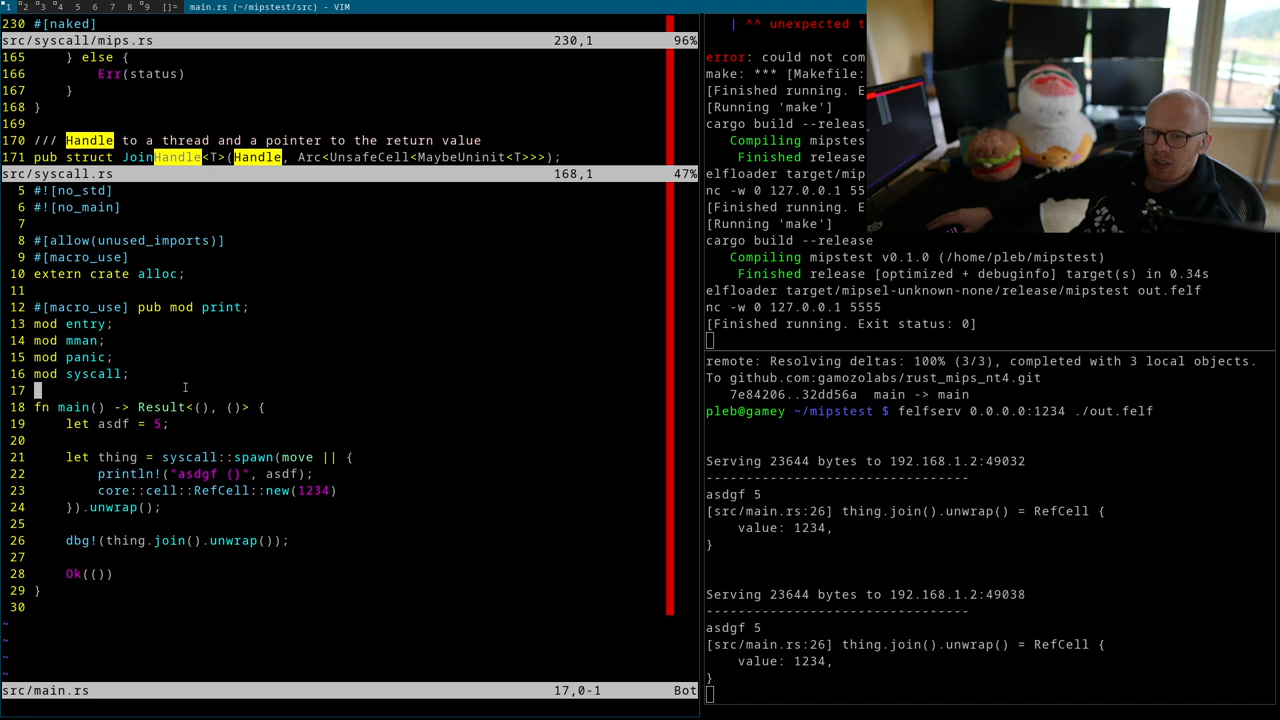 1 2 3 4 5 6 7 8 9 []= main.rs (~/mipstest/src) - VIM
230 #[naked]
src/syscall/mips.rs 230,1 96%
165     } else {
166         Err(status)
167     }
168 }
169
170 /// Handle to a thread and a pointer to the return value
171 pub struct JoinHandle<T>(Handle, Arc<UnsafeCell<MaybeUninit<T>>>);
src/syscall.rs 168,1 47%
5 #![no_std]
6 #![no_main]
7
8 #[allow(unused_imports)]
9 #[macro_use]
10 extern crate alloc;
11
12 #[macro_use] pub mod print;
13 mod entry;
14 mod mman;
15 mod panic;
16 mod syscall;
17
18 fn main() -> Result<(), ()> {
19     let asdf = 5;
20
21     let thing = syscall::spawn(move || {
22         println!("asdgf {}", asdf);
23         core::cell::RefCell::new(1234)
24     }).unwrap();
25
26     dbg!(thing.join().unwrap());
27
28     Ok(())
29 }
30
~
~
~
~
src/main.rs 17,0-1 Bot
| ^^ unexpected t
error: could not com
make: *** [Makefile:
[Finished running. E
[Running 'make']
cargo build --releas
Compiling mipstes
Finished release
elfloader target/mip
nc -w 0 127.0.0.1 55
[Finished running. E
[Running 'make']
cargo build --release
Compiling mipstest v0.1.0 (/home/pleb/mipstest)
Finished release [optimized + debuginfo] target(s) in 0.34s
elfloader target/mipsel-unknown-none/release/mipstest out.felf
nc -w 0 127.0.0.1 5555
[Finished running. Exit status: 0]
remote: Resolving deltas: 100% (3/3), completed with 3 local objects.
To github.com:gamozolabs/rust_mips_nt4.git
7e84206..32dd56a  main -> main
pleb@gamey ~/mipstest $ felfserv 0.0.0.0:1234 ./out.felf
Serving 23644 bytes to 192.168.1.2:49032
---------------------------------
asdgf 5
[src/main.rs:26] thing.join().unwrap() = RefCell {
    value: 1234,
}
Serving 23644 bytes to 192.168.1.2:49038
---------------------------------
asdgf 5
[src/main.rs:26] thing.join().unwrap() = RefCell {
    value: 1234,
}